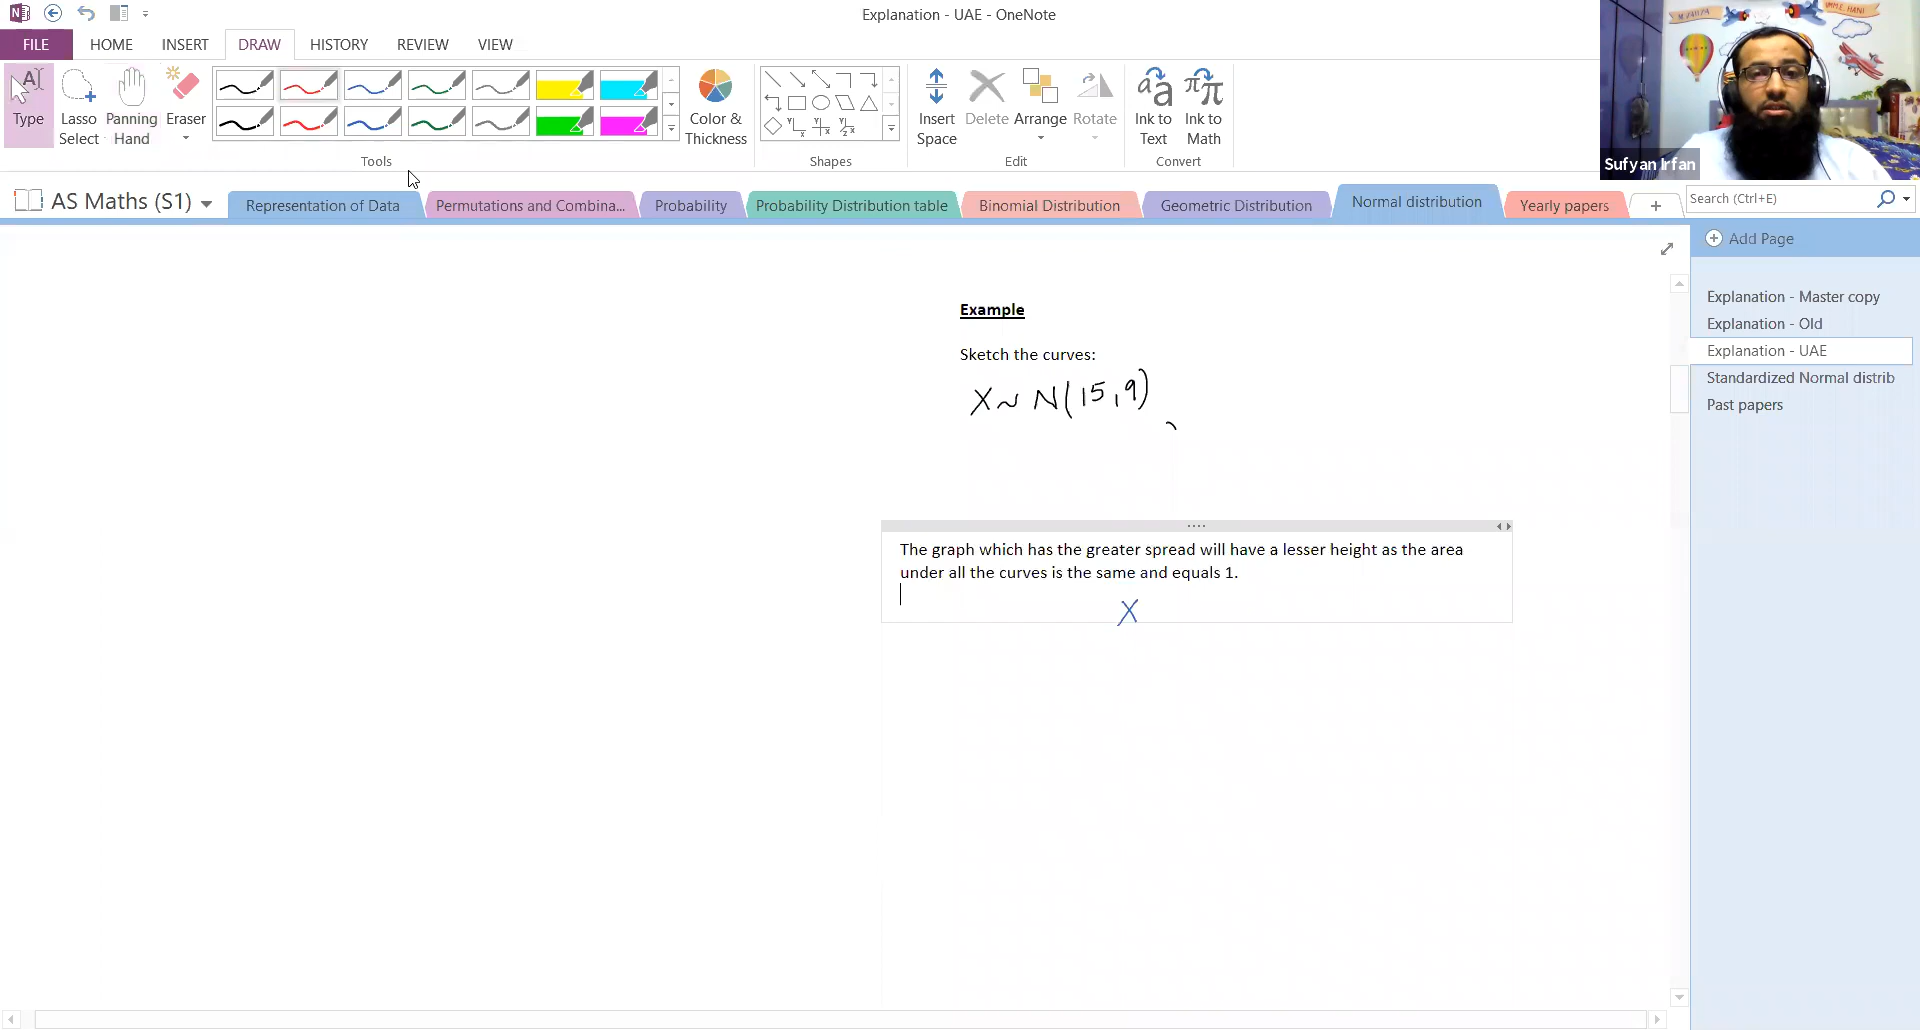 Explanation - UAE - OneNote
FILE
HOME
INSERT
DRAW
HISTORY
REVIEW
VIEW
Type
Lasso
Select
Panning
Hand
Eraser
Color &
Thickness
Insert
Space
Delete
Arrange
Rotate
Ink to
Text
Ink to
Math
Tools
Shapes
Edit
Convert
Sufyan Irfan
AS Maths (S1)
Representation of Data
Permutations and Combina...
Probability
Probability Distribution table
Binomial Distribution
Geometric Distribution
Normal distribution
Yearly papers
Search (Ctrl+E)
Add Page
Explanation - Master copy
Explanation - Old
Explanation - UAE
Standardized Normal distrib
Past papers
Example
Sketch the curves:
X ~ N(15,9)
The graph which has the greater spread will have a lesser height as the area
under all the curves is the same and equals 1.
X